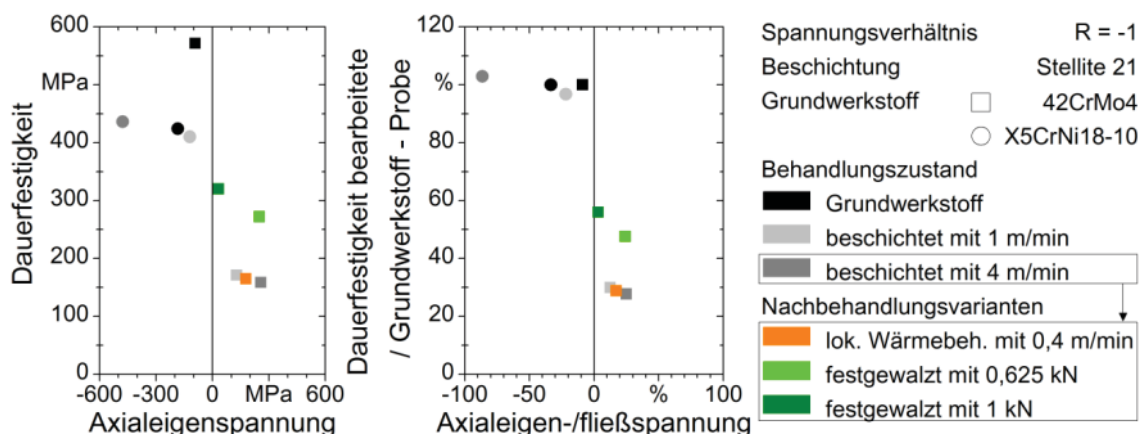 Dauerfestigkeit
600
MPa
400
300
200
100
0
-600 -300 0 MPa 600
Axialeigenspannung
Dauerfestigkeit bearbeitete
/ Grundwerkstoff - Probe
120
%
80
60
40
20
0
-100 -50 0 % 100
Axialeigen-/fließspannung
Spannungsverhältnis R = -1
Beschichtung Stellite 21
Grundwerkstoff 42CrMo4
X5CrNi18-10
Behandlungszustand
Grundwerkstoff
beschichtet mit 1 m/min
beschichtet mit 4 m/min
Nachbehandlungsvarianten
lok. Wärmebeh. mit 0,4 m/min
festgewalzt mit 0,625 kN
festgewalzt mit 1 kN